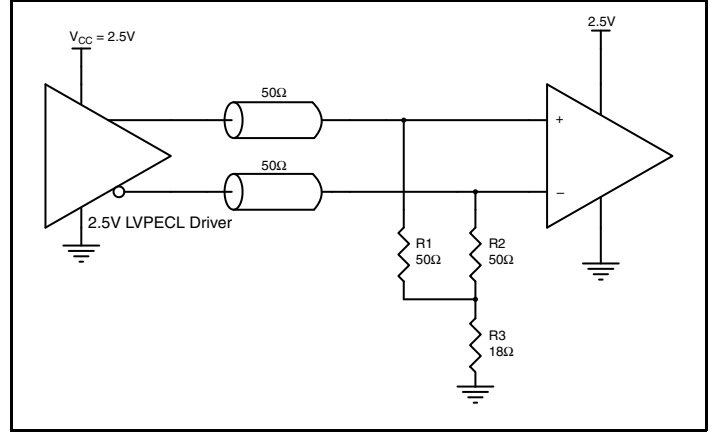 V_CC = 2.5V
2.5V
50Ω
50Ω
+
−
2.5V LVPECL Driver
R1
50Ω
R2
50Ω
R3
18Ω